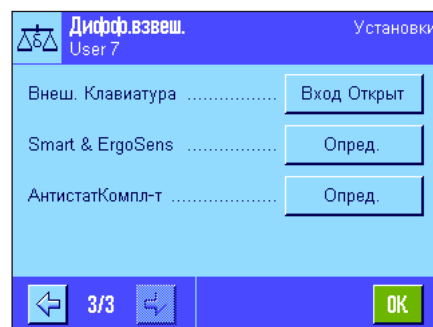 Дифф.взвеш.
Установки
User 7
Внеш. Клавиатура ................ Вход Открыт
Smart & ErgoSens .................. Опред.
АнтистатКомпл-т ................... Опред.
3/3
OK